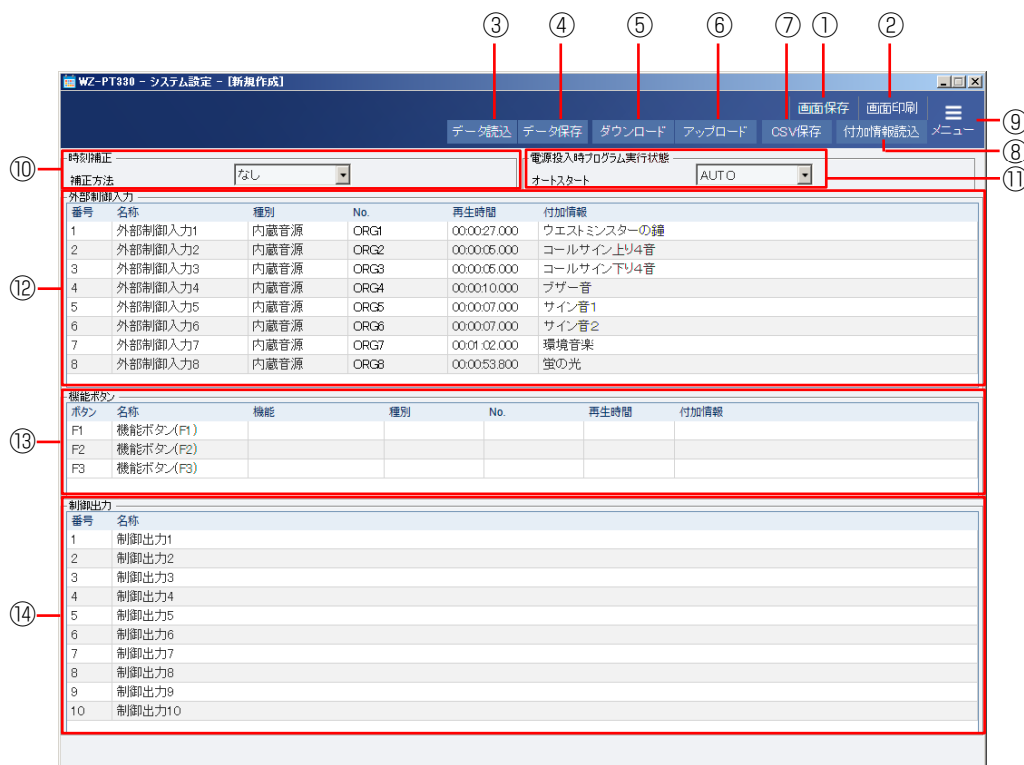 ③ ④ ⑤ ⑥ ⑦ ① ②
WZ-PT330 - システム設定 - [新規作成]
画面保存 画面印刷
データ読込 データ保存 ダウンロード アップロード CSV保存 付加情報読込 メニュー
⑨
⑧
⑩
⑪
時刻補正
補正方法 なし
電源投入時プログラム実行状態
オートスタート AUTO
⑫
外部制御入力
番号 名称 種別 No. 再生時間 付加情報
1 外部制御入力1 内蔵音源 ORG1 00:00:27.000 ウエストミンスターの鐘
2 外部制御入力2 内蔵音源 ORG2 00:00:05.000 コールサイン上り4音
3 外部制御入力3 内蔵音源 ORG3 00:00:05.000 コールサイン下り4音
4 外部制御入力4 内蔵音源 ORG4 00:00:10.000 ブザー音
5 外部制御入力5 内蔵音源 ORG5 00:00:07.000 サイン音1
6 外部制御入力6 内蔵音源 ORG6 00:00:07.000 サイン音2
7 外部制御入力7 内蔵音源 ORG7 00:01:02.000 環境音楽
8 外部制御入力8 内蔵音源 ORG8 00:00:53.800 蛍の光
⑬
機能ボタン
ボタン 名称 機能 種別 No. 再生時間 付加情報
F1 機能ボタン(F1)
F2 機能ボタン(F2)
F3 機能ボタン(F3)
⑭
制御出力
番号 名称
1 制御出力1
2 制御出力2
3 制御出力3
4 制御出力4
5 制御出力5
6 制御出力6
7 制御出力7
8 制御出力8
9 制御出力9
10 制御出力10